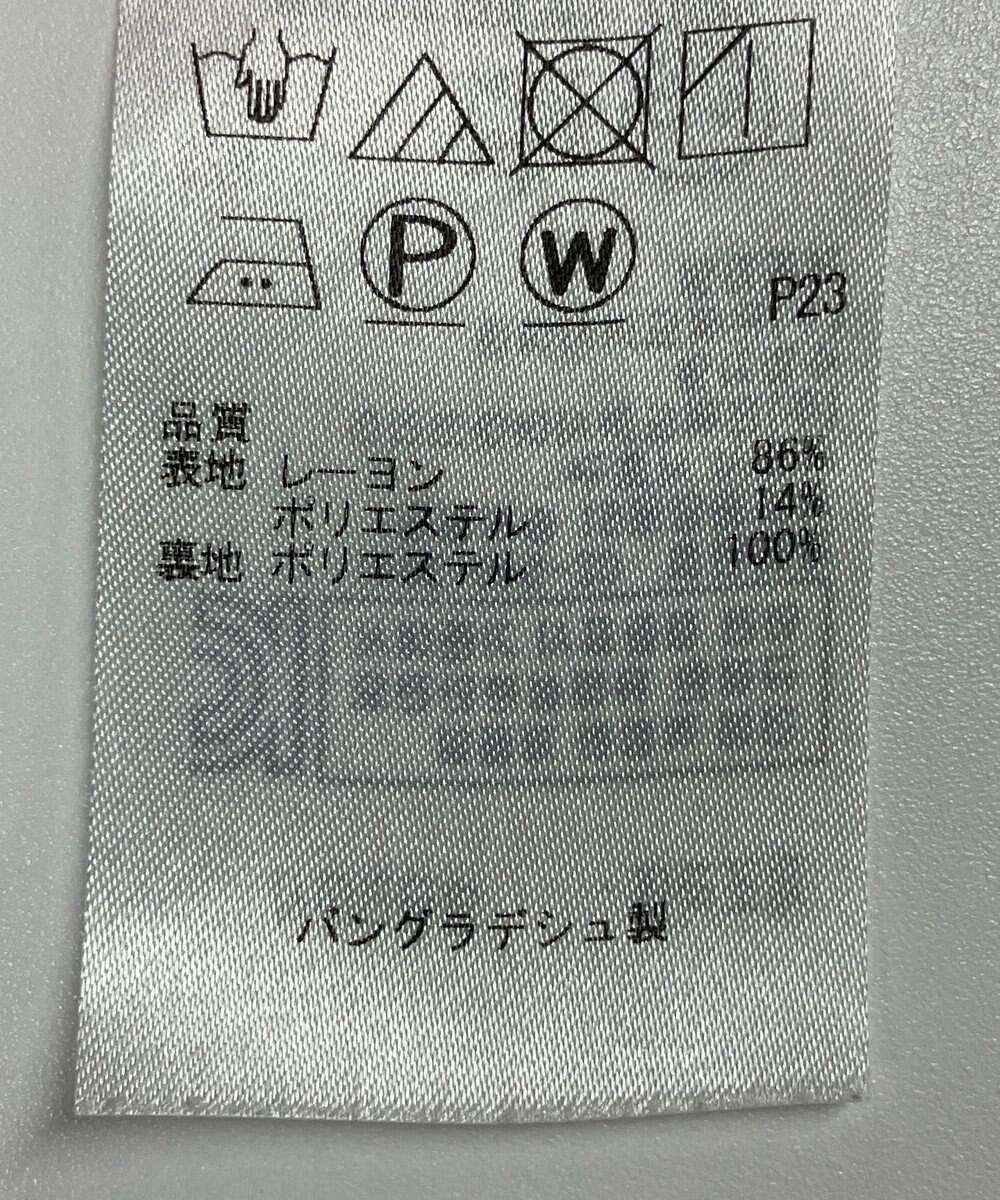 P W
P23
品質
表地 レーヨン 86%
ポリエステル 14%
裏地 ポリエステル 100%
バングラデシュ製